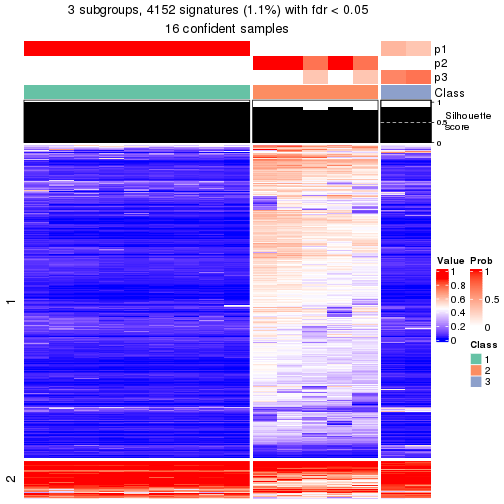 3 subgroups, 4152 signatures (1.1%) with fdr < 0.05
16 confident samples
p1
p2
p3
Class
1
0.5
0
Silhouette
score
1
2
Value
1
0.8
0.6
0.4
0.2
0
Prob
1
0.5
0
Class
1
2
3